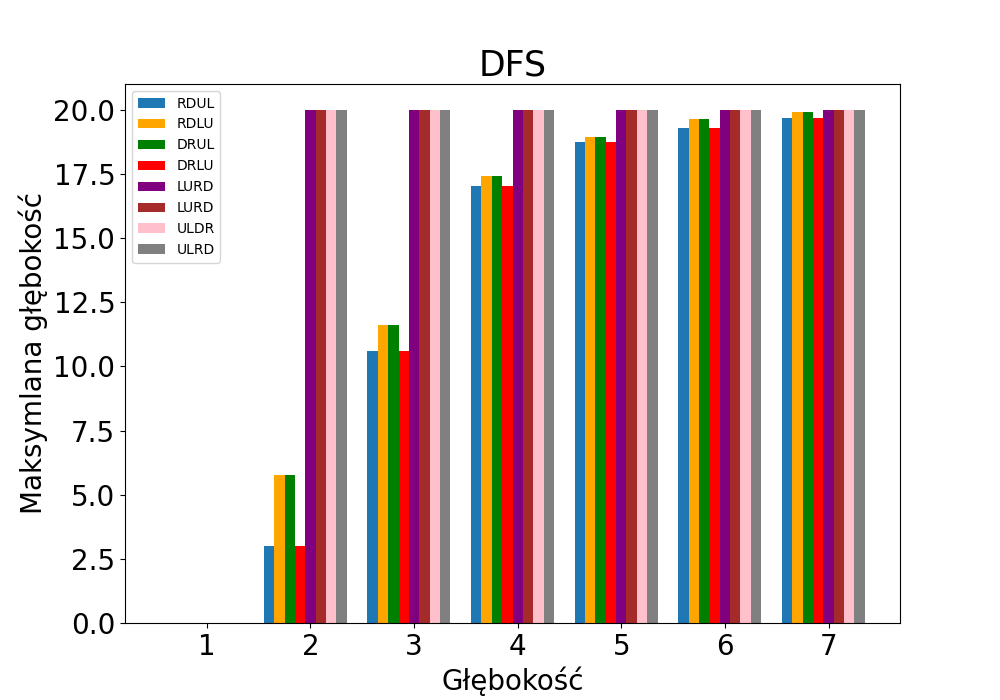 DFS
Maksymlana głębokość
20.0
17.5
15.0
12.5
10.0
7.5
5.0
2.5
0.0
RDUL
RDLU
DRUL
DRLU
LURD
LURD
ULDR
ULRD
1 2 3 4 5 6 7
Głębokość